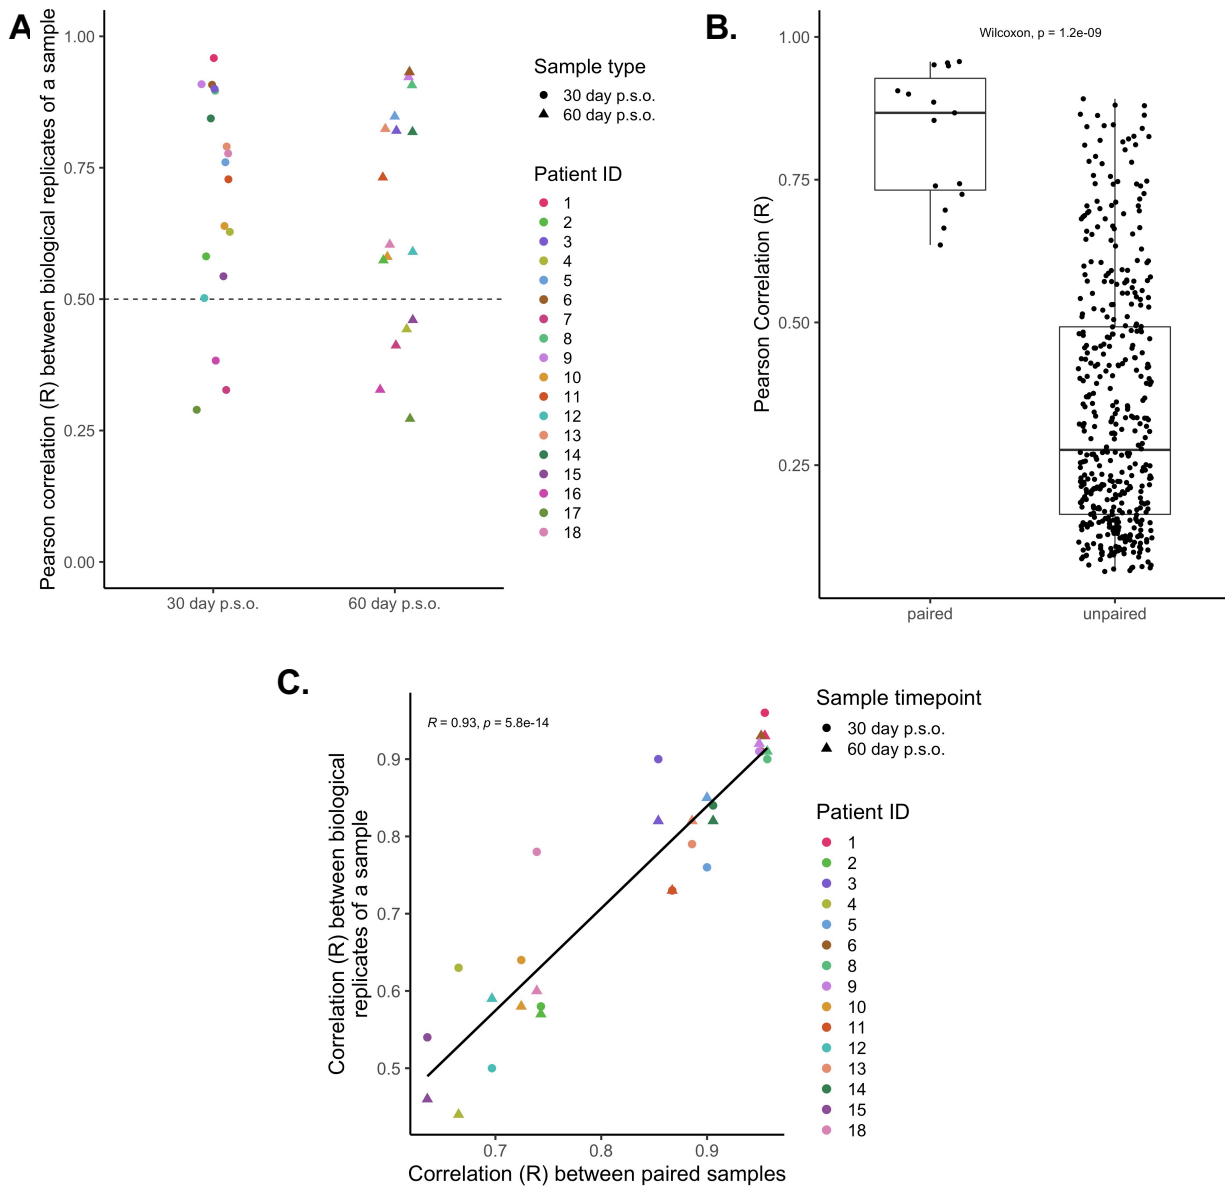 A.
Pearson correlation (R) between biological replicates of a sample
1.00
0.75
0.50
0.25
0.00
30 day p.s.o.
60 day p.s.o.
Sample type
30 day p.s.o.
60 day p.s.o.
Patient ID
1
2
3
4
5
6
7
8
9
10
11
12
13
14
15
16
17
18
B.
Wilcoxon, p = 1.2e-09
Pearson Correlation (R)
1.00
0.75
0.50
0.25
paired
unpaired
C.
R = 0.93, p = 5.8e-14
Correlation (R) between biological
replicates of a sample
0.9
0.8
0.7
0.6
0.5
0.7
0.8
0.9
Correlation (R) between paired samples
Sample timepoint
30 day p.s.o.
60 day p.s.o.
Patient ID
1
2
3
4
5
6
8
9
10
11
12
13
14
15
18